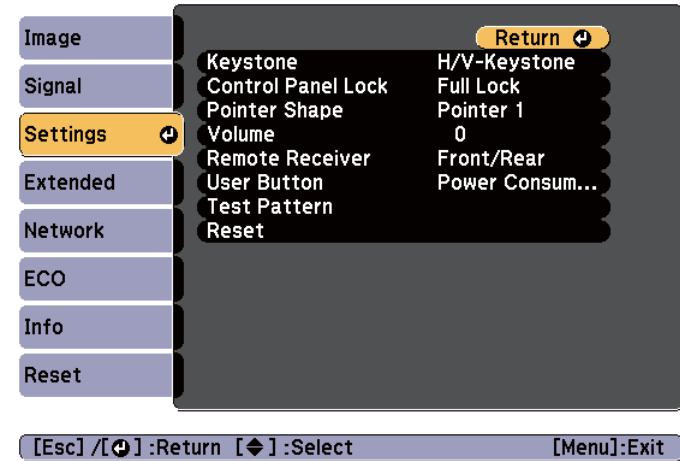 Image
Signal
Settings
Extended
Network
ECO
Info
Reset
Return
Keystone H/V-Keystone
Control Panel Lock Full Lock
Pointer Shape Pointer 1
Volume 0
Remote Receiver Front/Rear
User Button Power Consum...
Test Pattern
Reset
[Esc] /[⏎] :Return [◆] :Select [Menu]:Exit